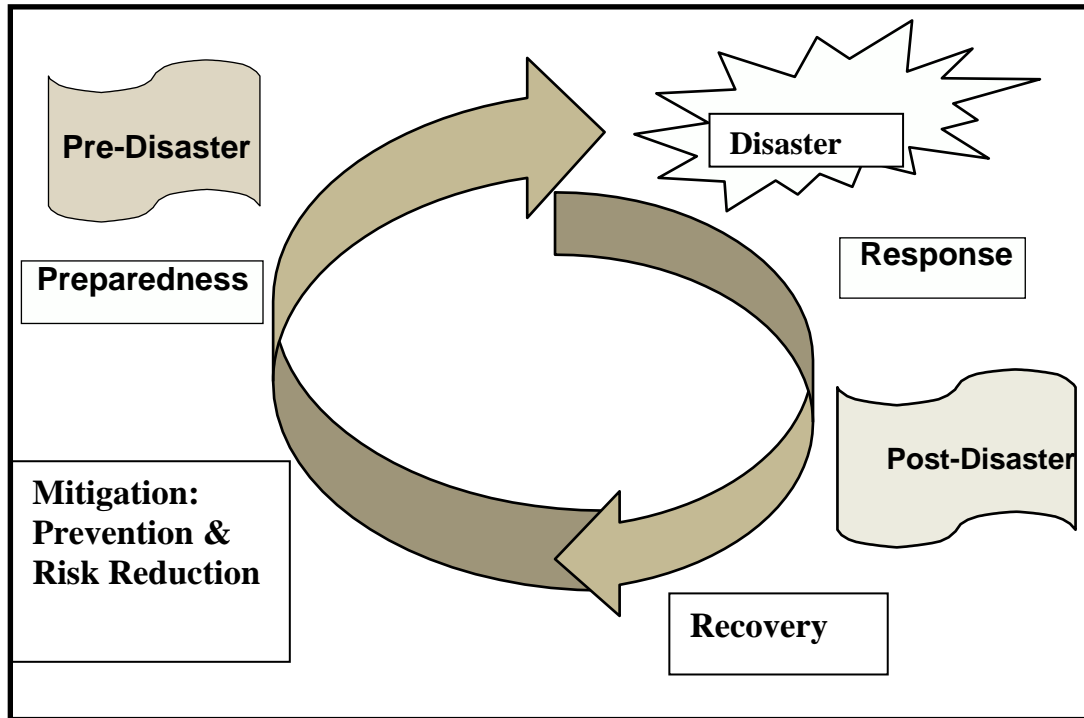 Pre-Disaster
Disaster
Preparedness
Response
Post-Disaster
Mitigation:
Prevention &
Risk Reduction
Recovery